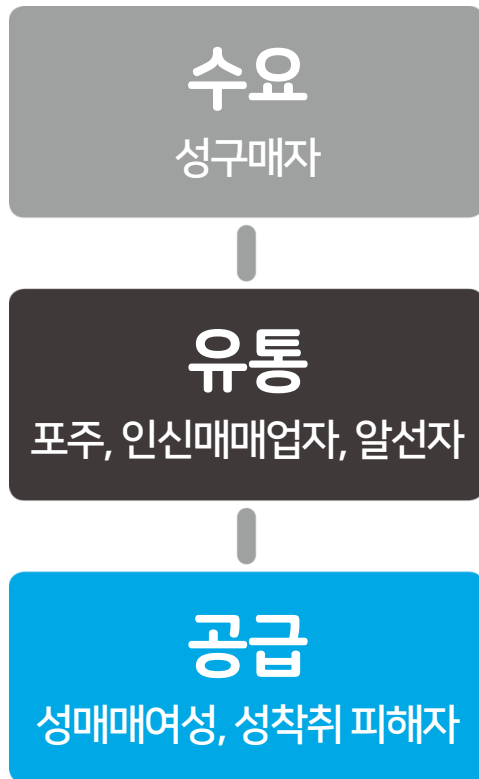 수요
성구매자
유통
포주, 인신매매업자, 알선자
공급
성매매여성, 성착취 피해자